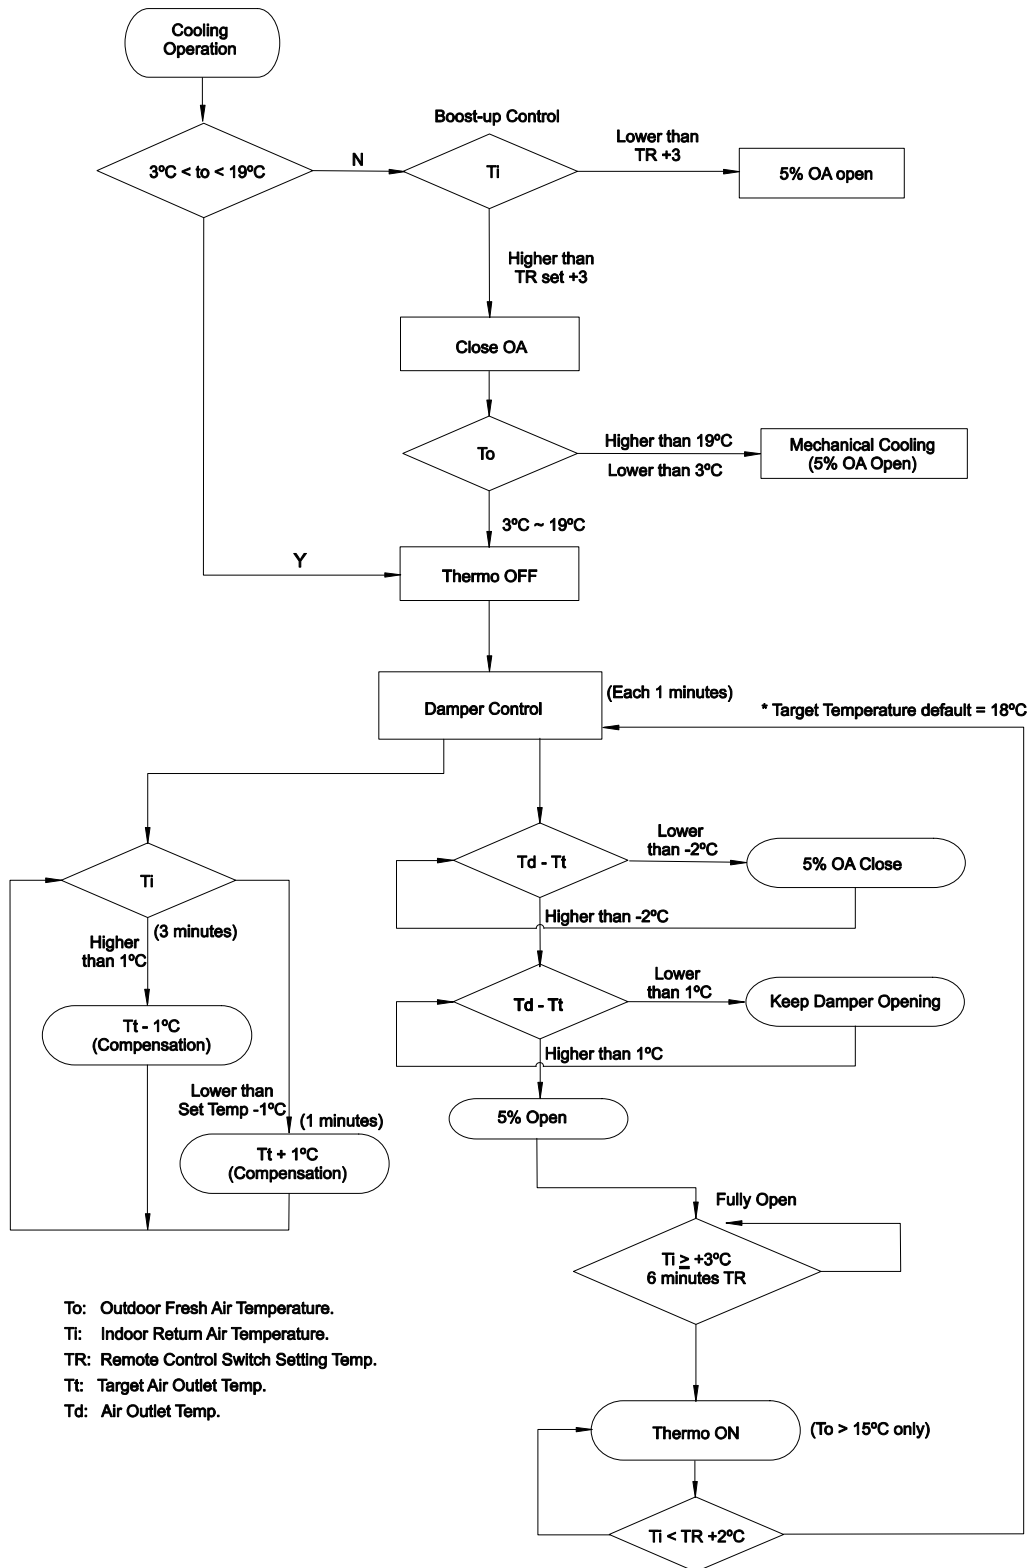 Cooling
Operation
Boost-up Control
3ºC < to < 19ºC
N
Ti
Lower than
TR +3
5% OA open
Higher than
TR set +3
Close OA
To
Higher than 19ºC
Lower than 3ºC
Mechanical Cooling
(5% OA Open)
3ºC ~ 19ºC
Y
Thermo OFF
Damper Control
(Each 1 minutes)
* Target Temperature default = 18ºC
Ti
(3 minutes)
Higher
than 1ºC
Tt - 1ºC
(Compensation)
Lower than
Set Temp -1ºC
(1 minutes)
Tt + 1ºC
(Compensation)
Td - Tt
Lower
than -2ºC
5% OA Close
Higher than -2ºC
Td - Tt
Lower
than 1ºC
Keep Damper Opening
Higher than 1ºC
5% Open
Fully Open
Ti ≥ +3ºC
6 minutes TR
Thermo ON
(To > 15ºC only)
Ti < TR +2ºC
To: Outdoor Fresh Air Temperature.
Ti: Indoor Return Air Temperature.
TR: Remote Control Switch Setting Temp.
Tt: Target Air Outlet Temp.
Td: Air Outlet Temp.